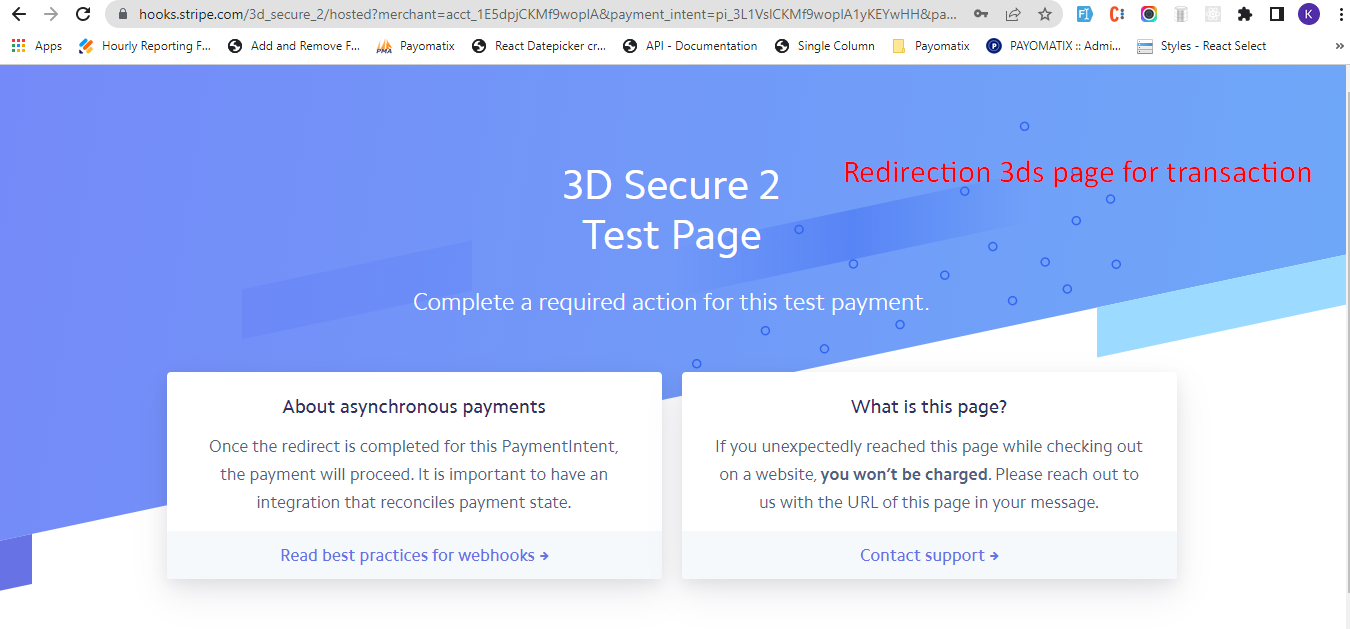 hooks.stripe.com/3d_secure_2/hosted?merchant=acct_1E5dpjCKMf9wopIA&payment_intent=pi_3L1VsICKMf9wopIA1yKEYwHH&pa...
K
Apps Hourly Reporting F... Add and Remove F... Payomatix React Datepicker cr... API - Documentation Single Column Payomatix PAYOMATIX :: Admi... Styles - React Select »
Redirection 3ds page for transaction
3D Secure 2
Test Page
Complete a required action for this test payment.
About asynchronous payments
Once the redirect is completed for this PaymentIntent,
the payment will proceed. It is important to have an
integration that reconciles payment state.
Read best practices for webhooks →
What is this page?
If you unexpectedly reached this page while checking out
on a website, you won’t be charged. Please reach out to
us with the URL of this page in your message.
Contact support →